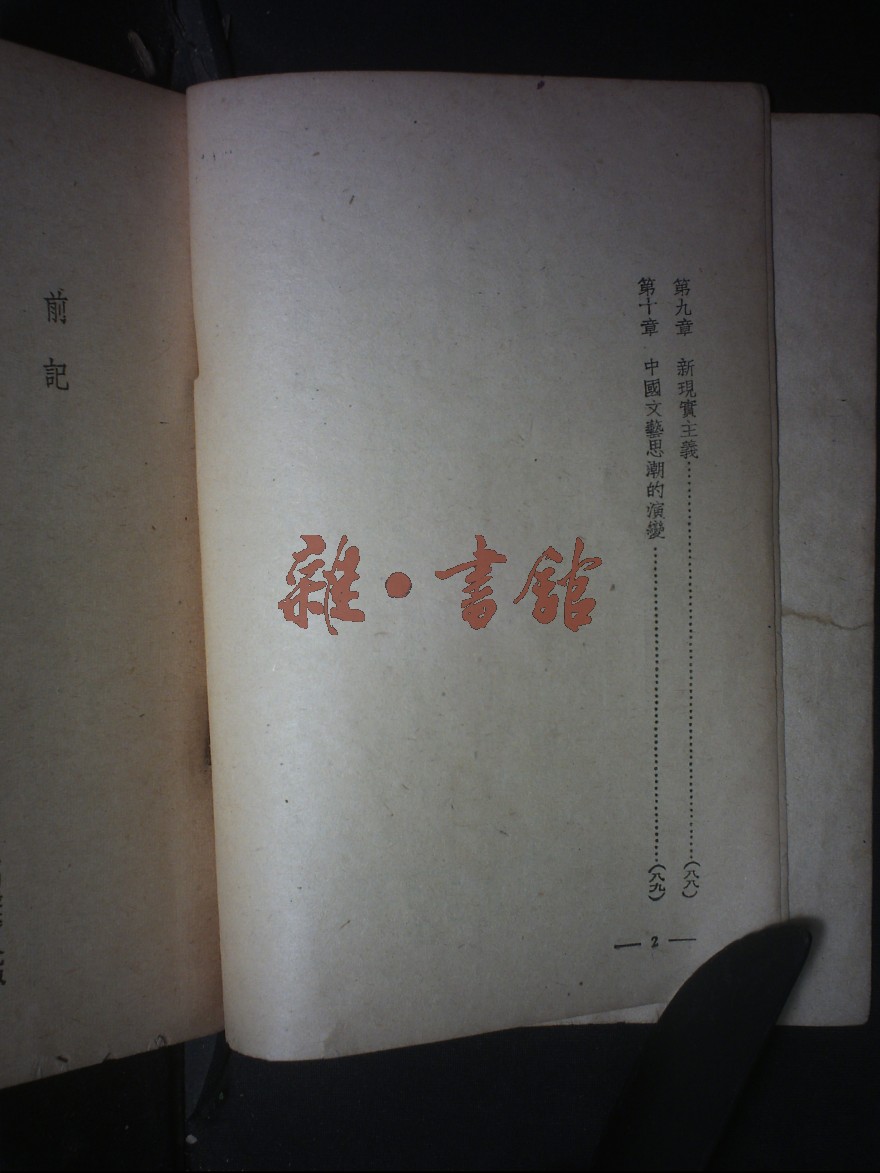 第九章 新現實主義……………………(八八)
第十章 中國文藝思潮的演變……………………(八九)
— 2 —
前記
雜·書館